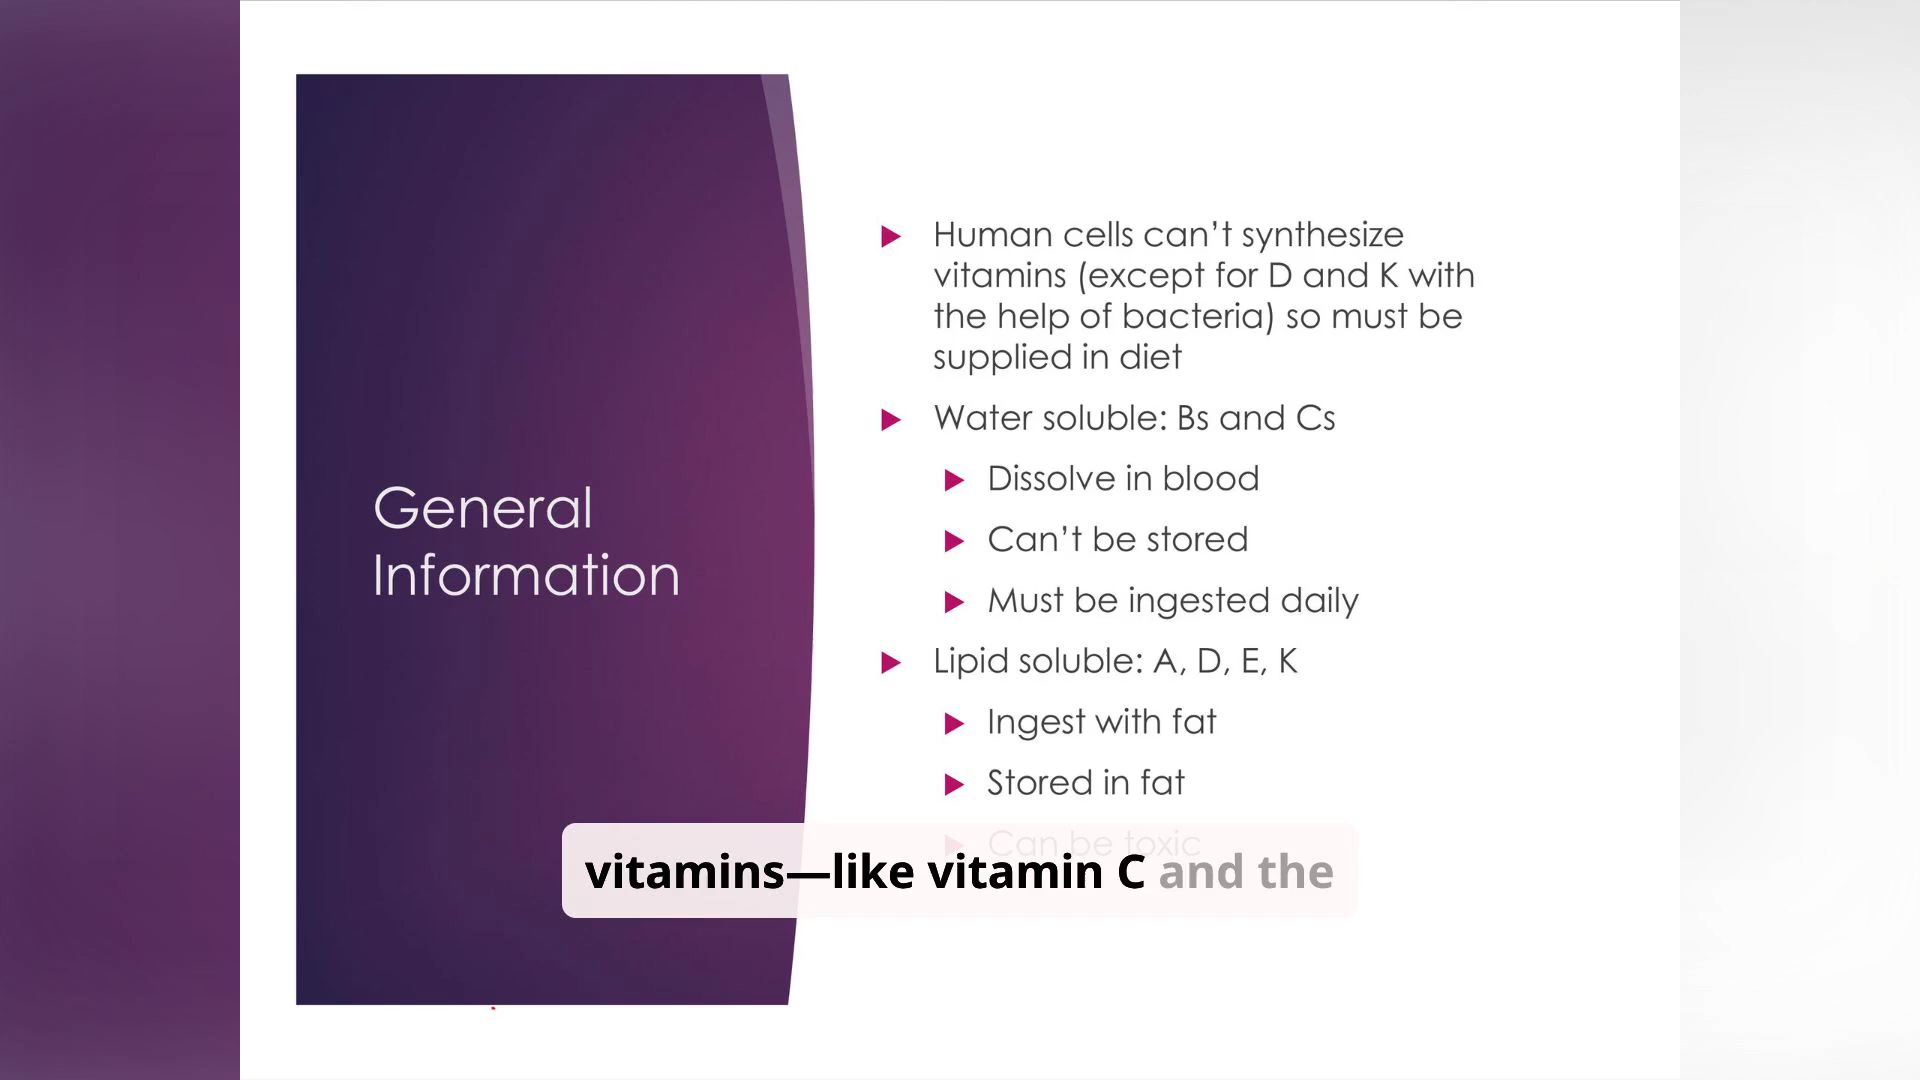 General
Information
Human cells can’t synthesize
vitamins (except for D and K with
the help of bacteria) so must be
supplied in diet
Water soluble: Bs and Cs
Dissolve in blood
Can’t be stored
Must be ingested daily
Lipid soluble: A, D, E, K
Ingest with fat
Stored in fat
Can be toxic
vitamins—like vitamin C and the